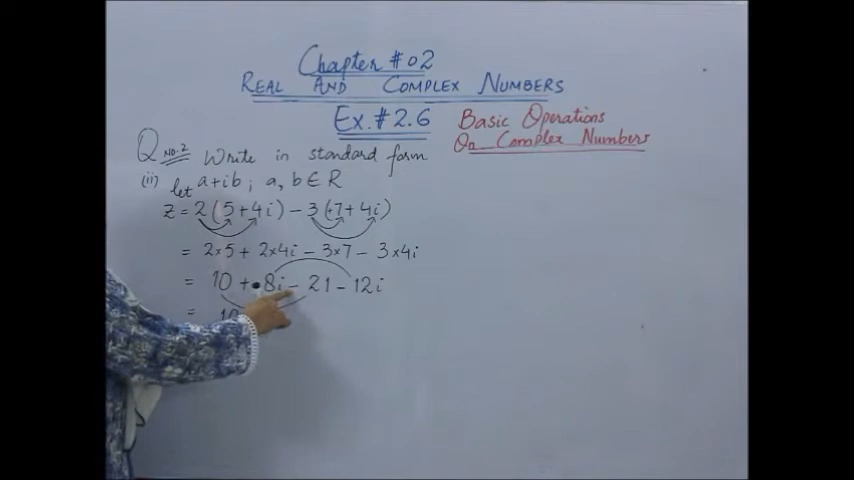 Chapter #02
REAL AND COMPLEX NUMBERS
Ex.#2.6
Basic Operations
On Complex Numbers
Q No.2 Write in standard form
(ii) let a+ib; a, b ∈ R
z = 2(5+4i) - 3(+7+4i)
= 2×5 + 2×4i - 3×7 - 3×4i
= 10 + 8i - 21 - 12i
= 10